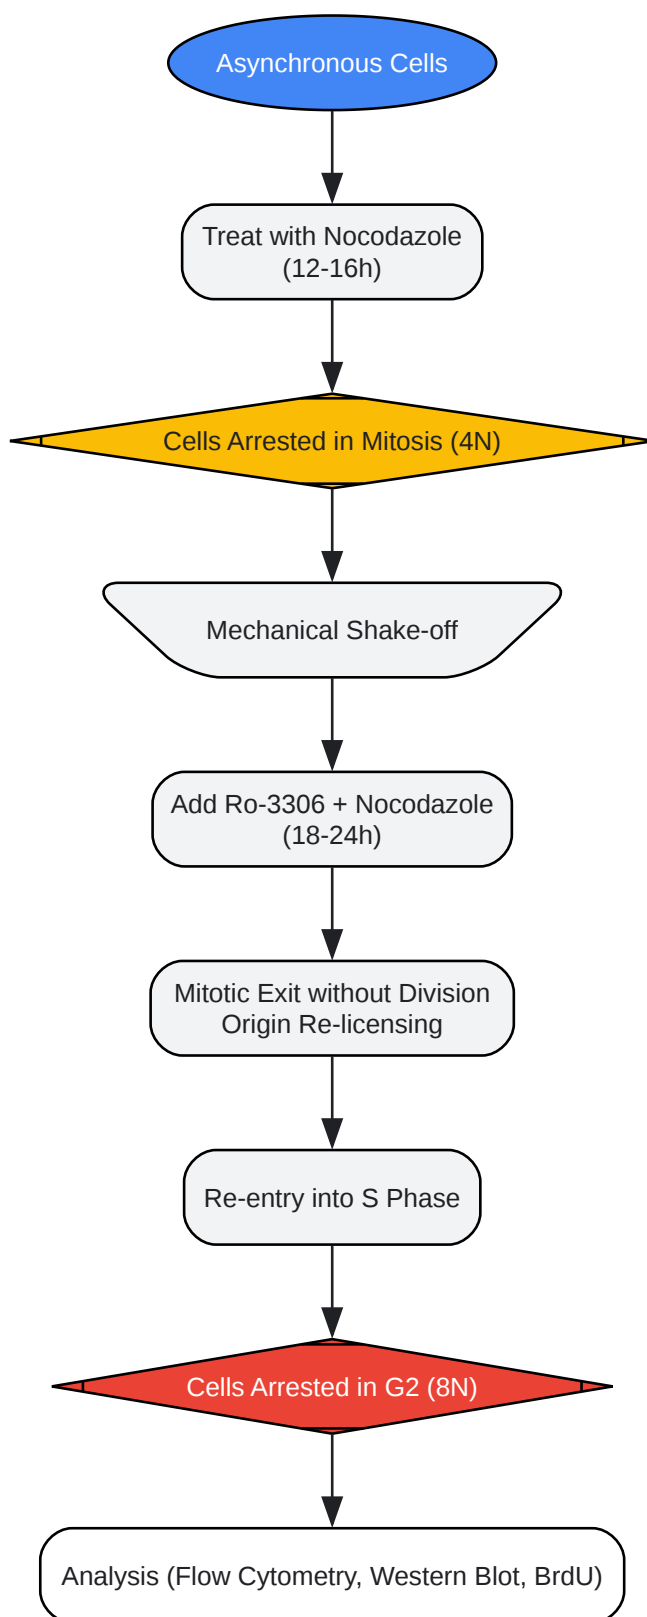 Asynchronous Cells
Treat with Nocodazole
(12-16h)
Cells Arrested in Mitosis (4N)
Mechanical Shake-off
Add Ro-3306 + Nocodazole
(18-24h)
Mitotic Exit without Division
Origin Re-licensing
Re-entry into S Phase
Cells Arrested in G2 (8N)
Analysis (Flow Cytometry, Western Blot, BrdU)